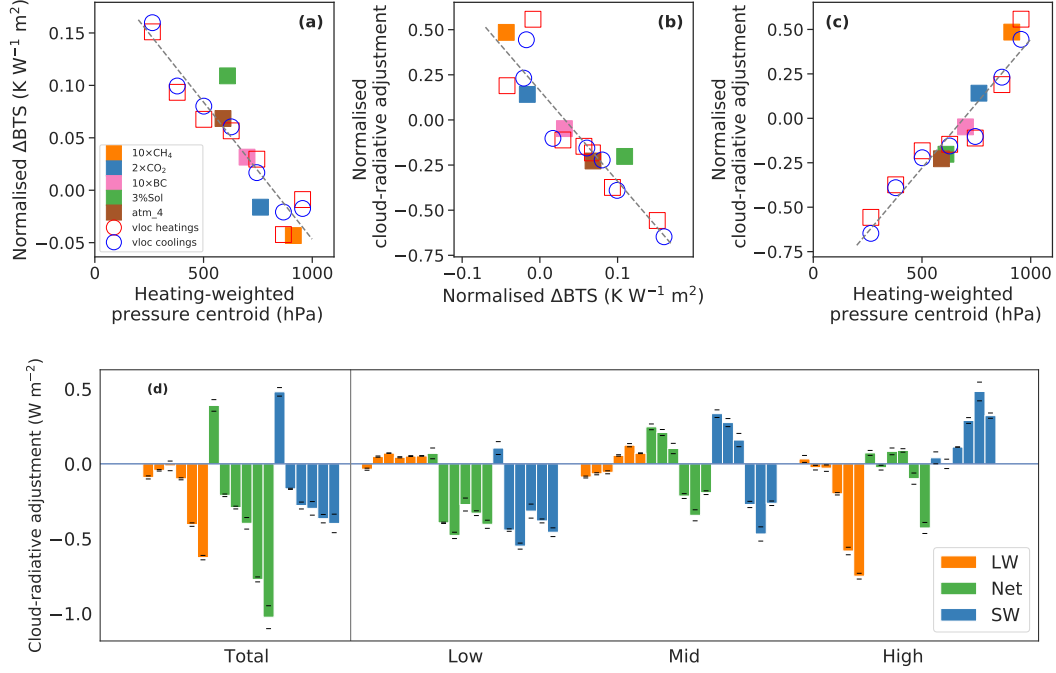 (a)
0.15
0.10
0.05
0.00
−0.05
Normalised ΔBTS (K W⁻¹ m²)
10×CH₄
2×CO₂
10×BC
3%Sol
atm_4
vloc heatings
vloc coolings
0
500
1000
Heating-weighted
pressure centroid (hPa)
(b)
0.50
0.25
0.00
−0.25
−0.50
−0.75
Normalised
cloud-radiative adjustment
−0.1
0.0
0.1
Normalised ΔBTS (K W⁻¹ m²)
(c)
0.50
0.25
0.00
−0.25
−0.50
−0.75
Normalised
cloud-radiative adjustment
0
500
1000
Heating-weighted
pressure centroid (hPa)
(d)
0.5
0.0
−0.5
−1.0
Cloud-radiative adjustment (W m⁻²)
LW
Net
SW
Total
Low
Mid
High